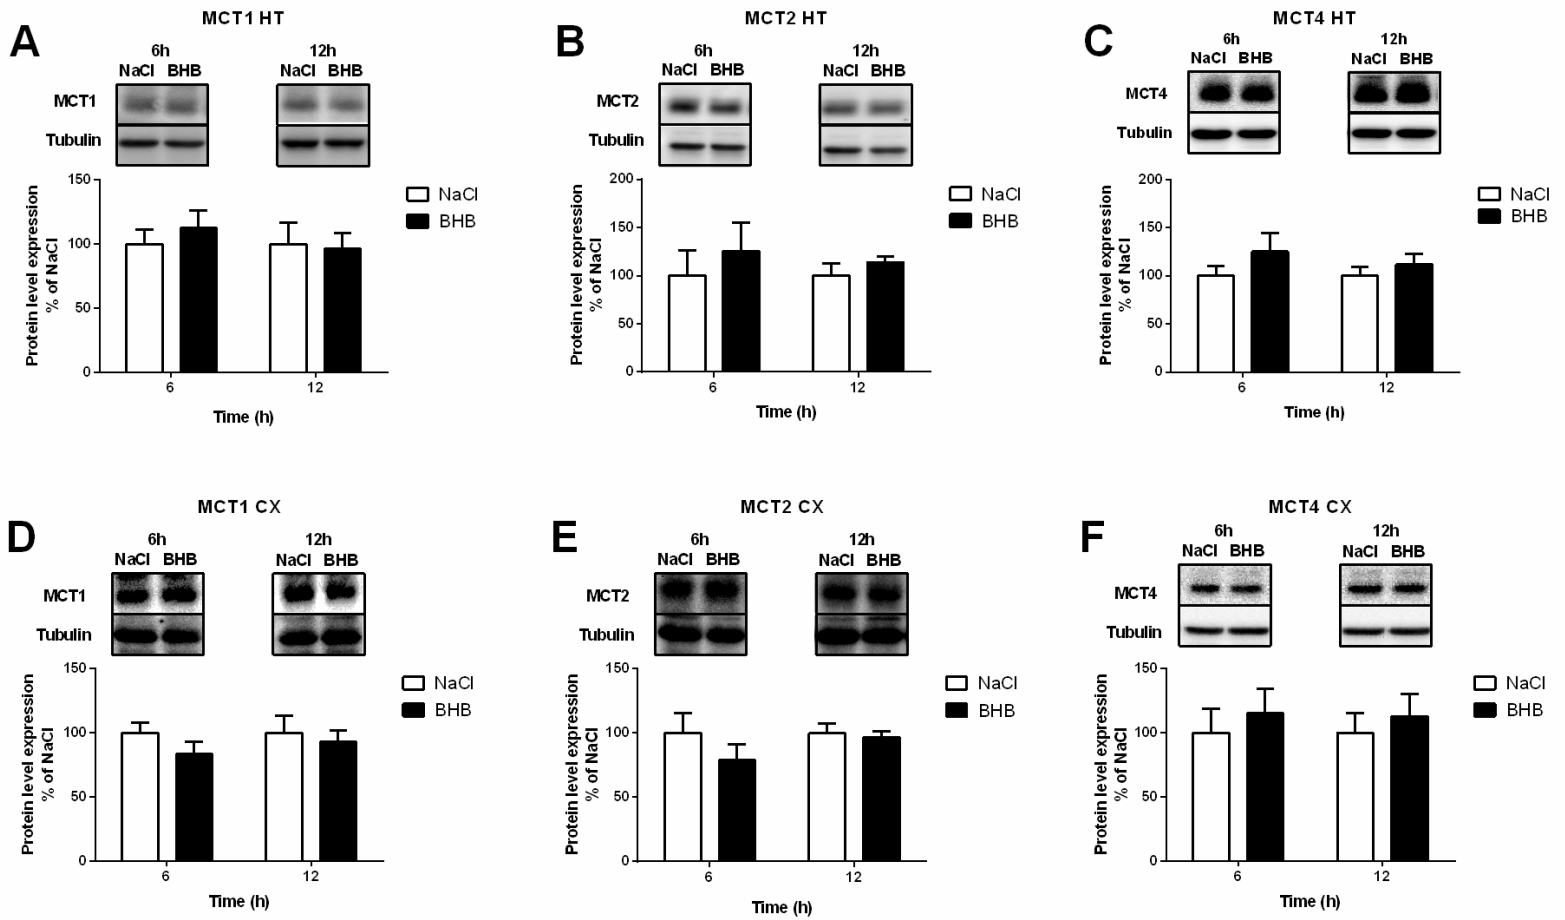 MCT1 HT
A
6h 12h
NaCl BHB NaCl BHB
MCT1
Tubulin
Protein level expression
% of NaCl
150
100
50
0
6 12
Time (h)
NaCl
BHB
MCT2 HT
B
6h 12h
NaCl BHB NaCl BHB
MCT2
Tubulin
Protein level expression
% of NaCl
200
150
100
50
0
6 12
Time (h)
NaCl
BHB
MCT4 HT
C
6h 12h
NaCl BHB NaCl BHB
MCT4
Tubulin
Protein level expression
% of NaCl
200
150
100
50
0
6 12
Time (h)
NaCl
BHB
MCT1 CX
D
6h 12h
NaCl BHB NaCl BHB
MCT1
Tubulin
Protein level expression
% of NaCl
150
100
50
0
6 12
Time (h)
NaCl
BHB
MCT2 CX
E
6h 12h
NaCl BHB NaCl BHB
MCT2
Tubulin
Protein level expression
% of NaCl
150
100
50
0
6 12
Time (h)
NaCl
BHB
MCT4 CX
F
6h 12h
NaCl BHB NaCl BHB
MCT4
Tubulin
Protein level expression
% of NaCl
150
100
50
0
6 12
Time (h)
NaCl
BHB